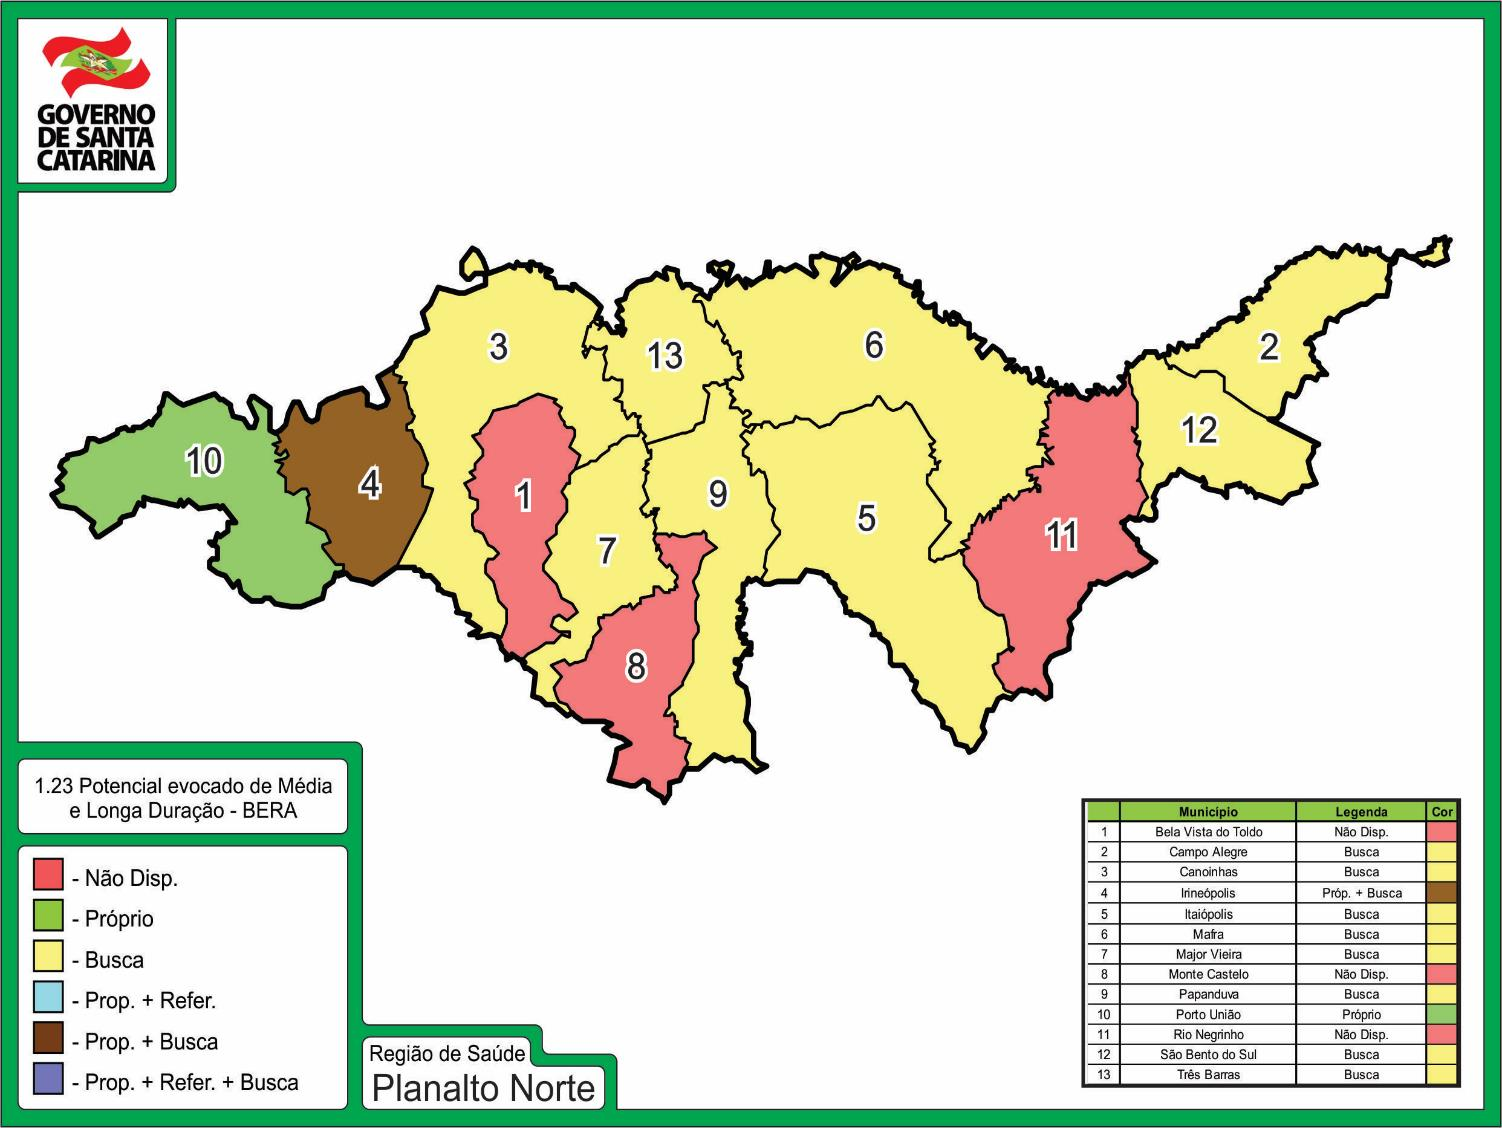 GOVERNO
DE SANTA
CATARINA
3
13
6
2
10
4
1
9
12
7
5
11
8
1.23 Potencial evocado de Média
e Longa Duração - BERA
- Não Disp.
- Próprio
- Busca
- Prop. + Refer.
- Prop. + Busca
- Prop. + Refer. + Busca
Região de Saúde
Planalto Norte
Município Legenda Cor
1 Bela Vista do Toldo Não Disp.
2 Campo Alegre Busca
3 Canoinhas Busca
4 Irineópolis Próp. + Busca
5 Itaiópolis Busca
6 Mafra Busca
7 Major Vieira Busca
8 Monte Castelo Não Disp.
9 Papanduva Busca
10 Porto União Próprio
11 Rio Negrinho Não Disp.
12 São Bento do Sul Busca
13 Três Barras Busca